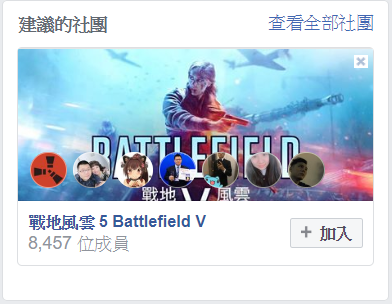 建議的社團
查看全部社團
BATTLEFIELD
戰地 V 風雲
戰地風雲 5 Battlefield V
8,457 位成員
+ 加入